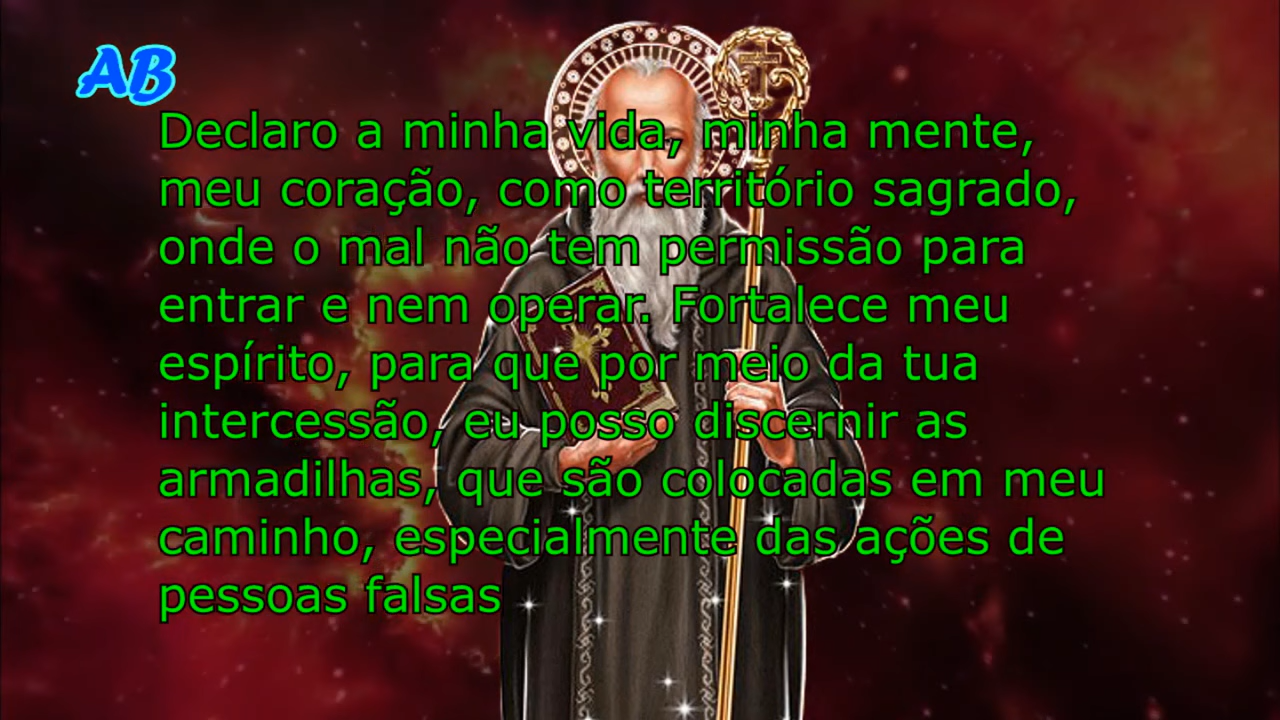 AB
Declaro a minha vida, minha mente,
meu coração, como território sagrado,
onde o mal não tem permissão para
entrar e nem operar. Fortalece meu
espírito, para que por meio da tua
intercessão, eu posso discernir as
armadilhas, que são colocadas em meu
caminho, especialmente das ações de
pessoas falsas